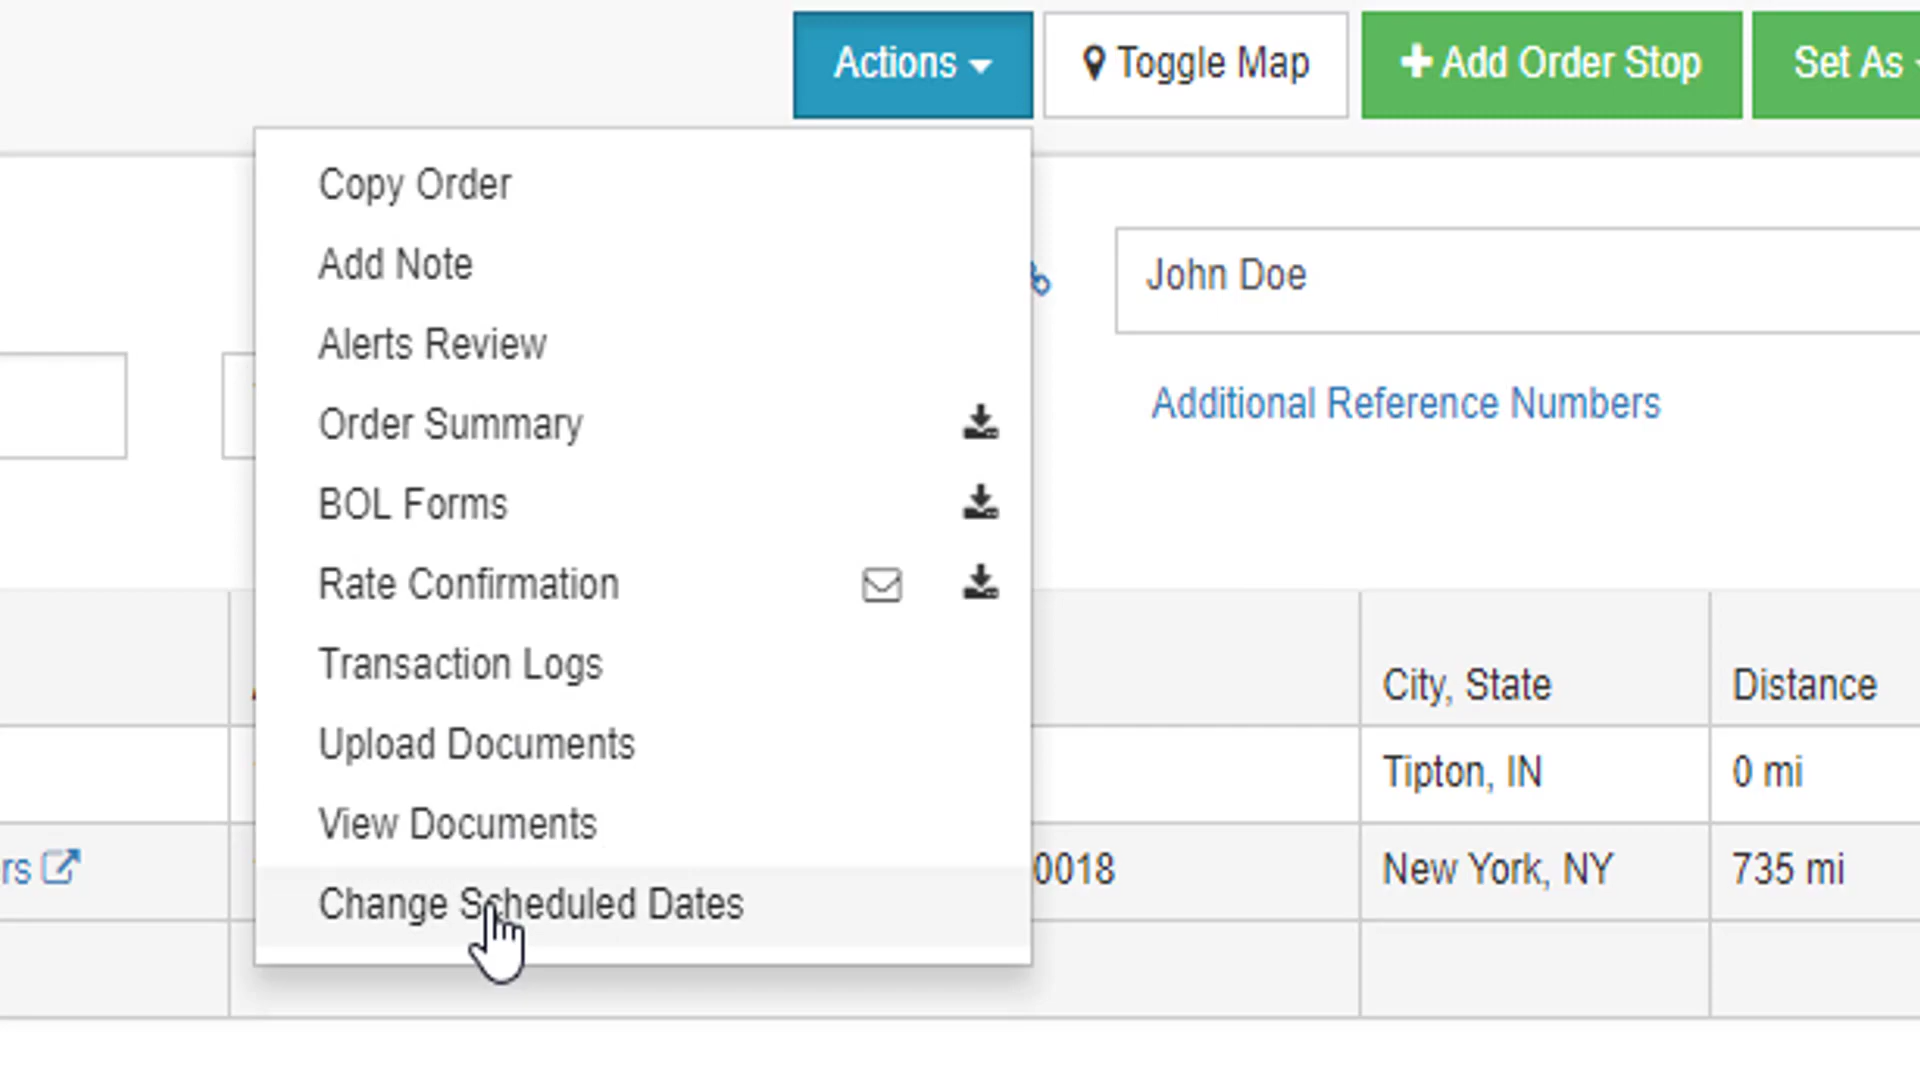 Actions
Toggle Map
Add Order Stop
Set As
Copy Order
Add Note
Alerts Review
Order Summary
BOL Forms
Rate Confirmation
Transaction Logs
Upload Documents
View Documents
Change Scheduled Dates
John Doe
Additional Reference Numbers
City, State
Distance
Tipton, IN
0 mi
rs
0018
New York, NY
735 mi